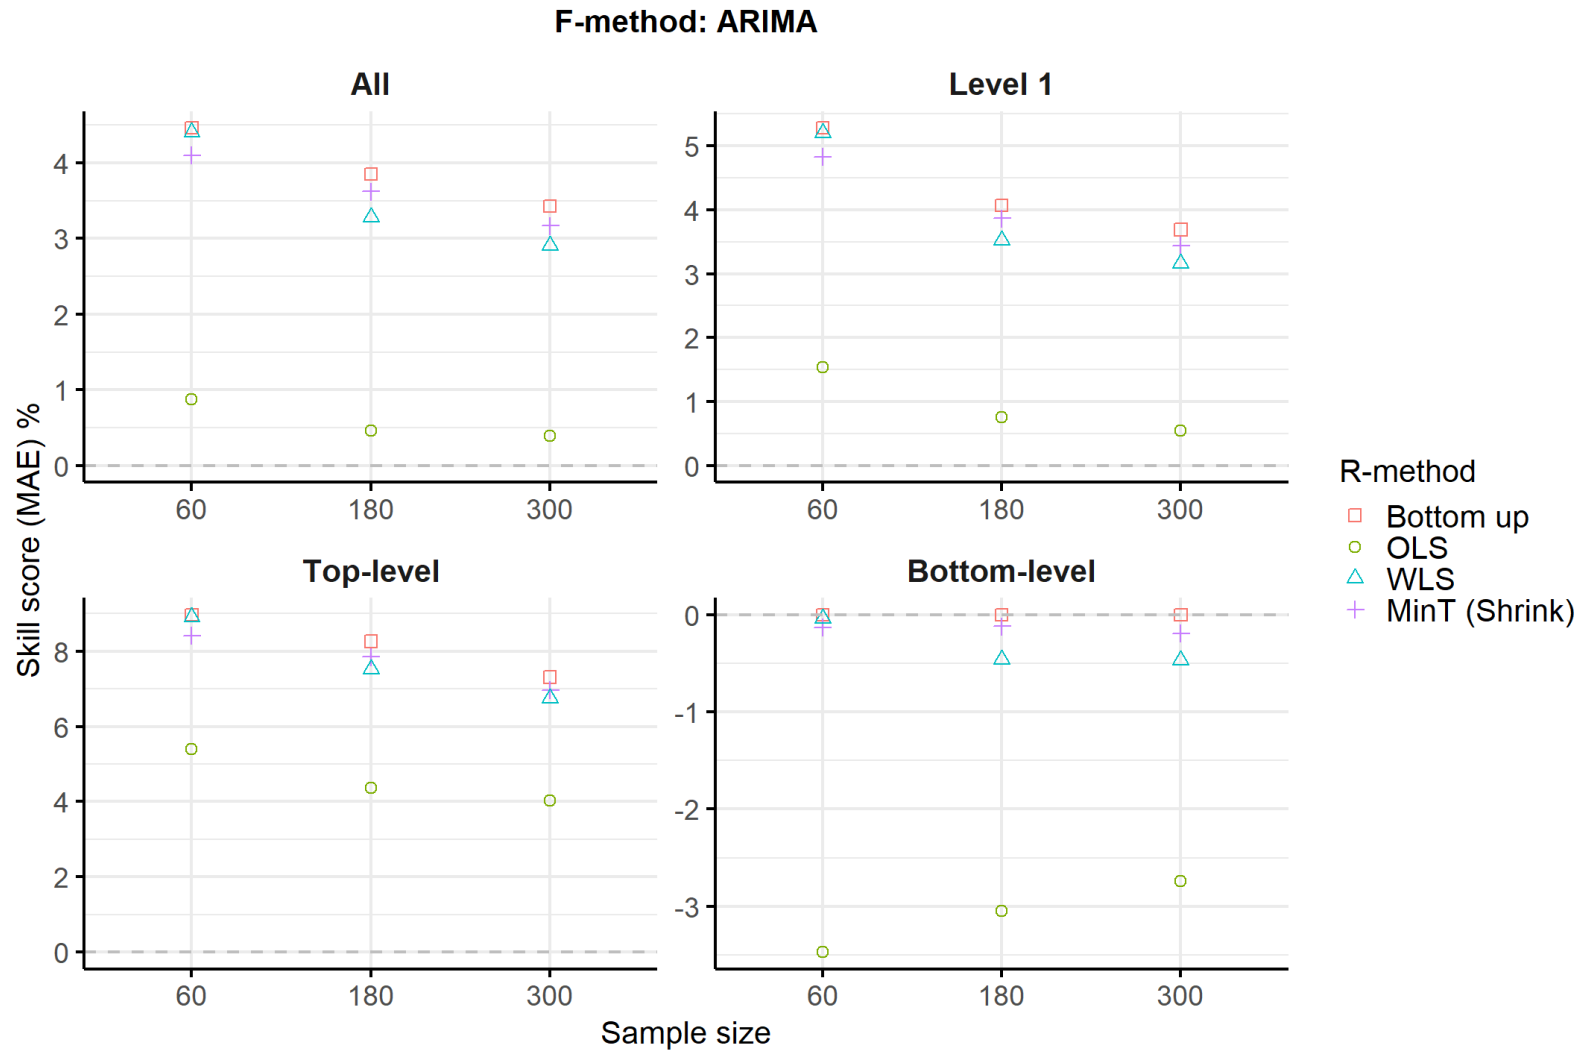 F-method: ARIMA
All
Level 1
4
3
2
1
0
60 180 300
5
4
3
2
1
0
60 180 300
Top-level
Bottom-level
8
6
4
2
0
60 180 300
0
-1
-2
-3
60 180 300
Skill score (MAE) %
Sample size
R-method
Bottom up
OLS
WLS
MinT (Shrink)